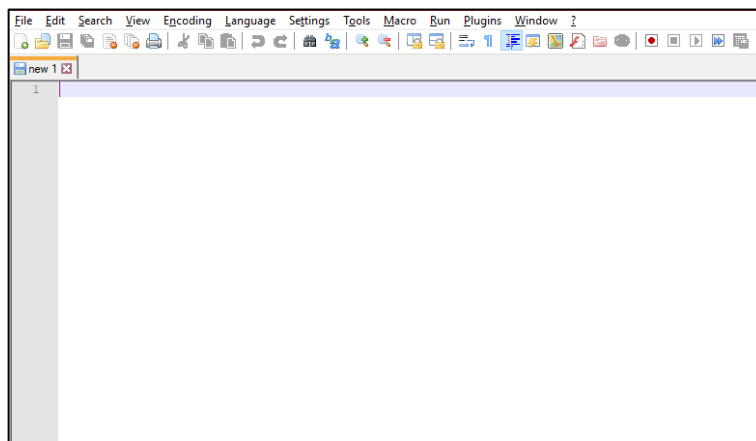 File Edit Search View Encoding Language Settings Tools Macro Run Plugins Window ?
new 1
1